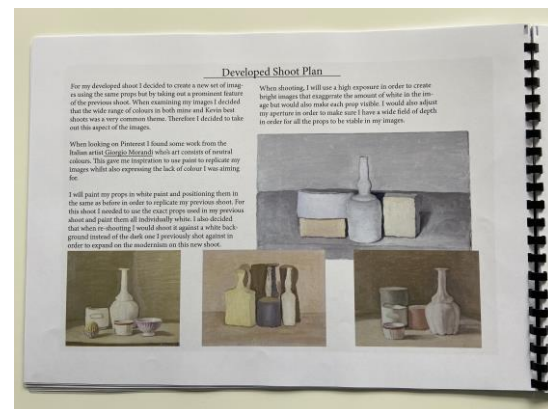 Developed Shoot Plan
For my developed shoot I decided to create a new set of imag-
es using the same props but by taking out a prominent feature
of the previous shoot. When examining my images I decided
that the wide range of colours in both mine and Kevin best
shoots was a very common theme. Therefore I decided to take
out this aspect of the images.
When looking on Pinterest I found some work from the
Italian artist Giorgio Morandi who's art consists of neutral
colours. This gave me inspiration to use paint to replicate my
images whilst also expressing the lack of colour I was aiming
for.
I will paint my props in white paint and positioning them in
the same as before in order to replicate my previous shoot. For
this shoot I needed to use the exact props used in my previous
shoot and paint them all individually white. I also decided
that when re-shooting I would shoot it against a white back-
ground instead of the dark one I previously shot against in
order to expand on the modernism on this new shoot.
When shooting, I will use a high exposure in order to create
bright images that exaggerate the amount of white in the im-
age but would also make each prop visible. I would also adjust
my aperture in order to make sure I have a wide field of depth
in order for all the props to be visible in my images.